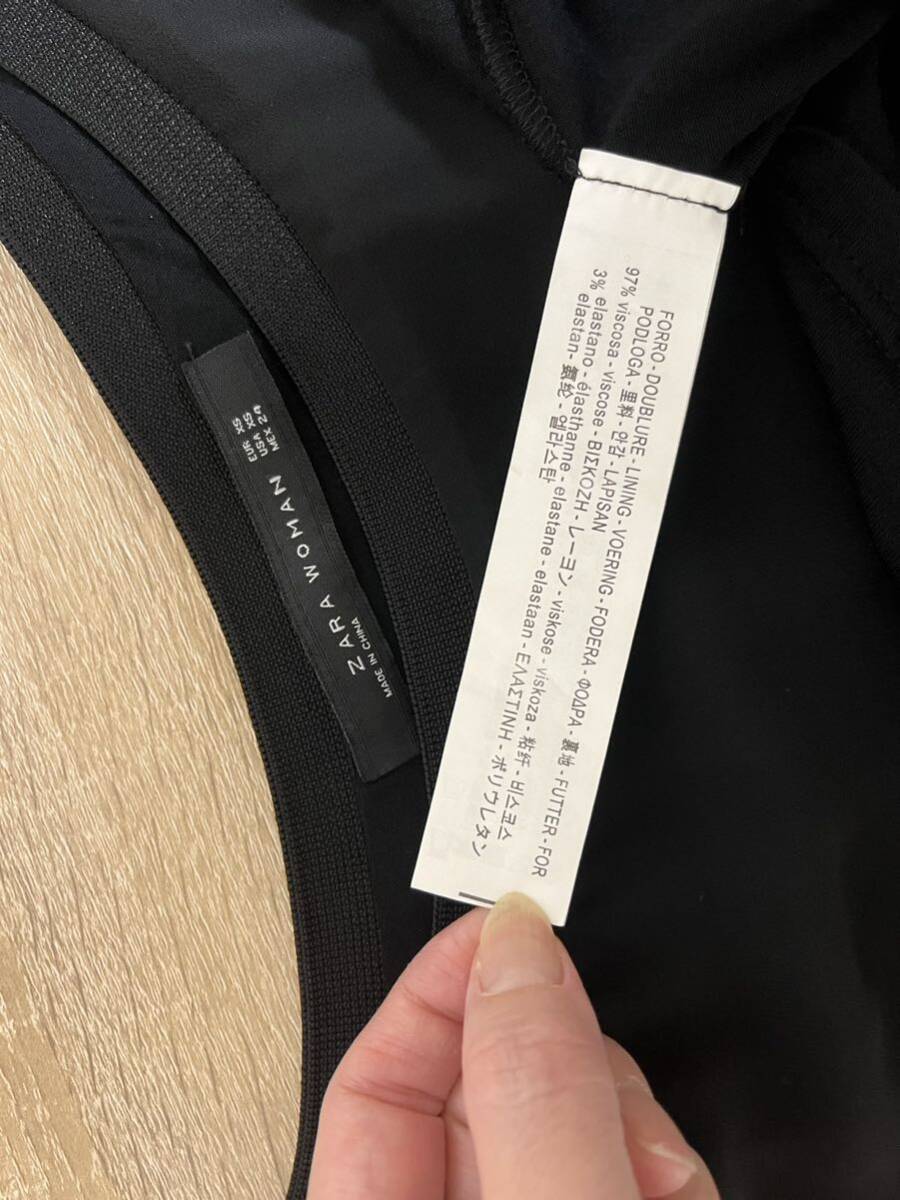 EUR XS
USA XS
MEX 24
ZARA WOMAN
MADE IN CHINA
FORRO - DOUBLURE - LINING - VOERING - FODERA - ΦΟΔΡΑ - 裏地 - FUTTER - FOR
PODLOGA - 里料 - 안감 - LAPISAN
97% viscosa - viscose - ΒΙΣΚΟΖΗ - レーヨン - viskose - viskoza - 粘纤 - 비스코스
3% elastano - élasthanne - elastane - elastaan - ΕΛΑΣΤΙΝΗ - ポリウレタン
elastan - 氨纶 - 엘라스탄